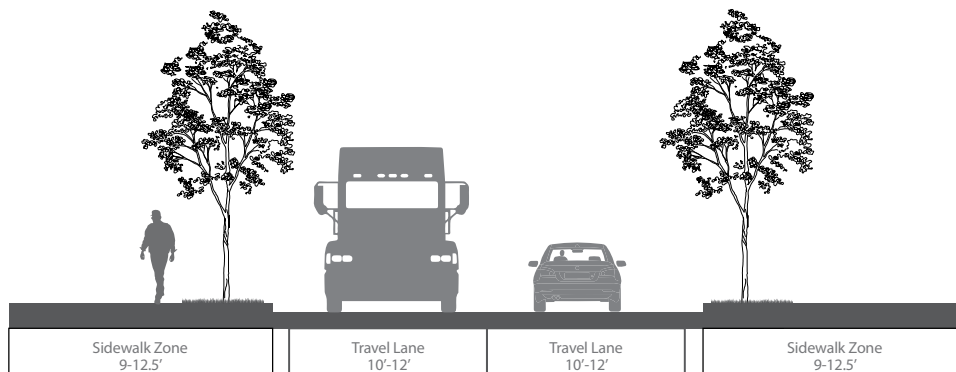 Sidewalk Zone
9-12.5’
Travel Lane
10’-12’
Travel Lane
10’-12’
Sidewalk Zone
9-12.5’